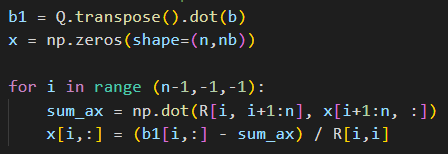 b1 = Q.transpose().dot(b)
x = np.zeros(shape=(n,nb))

for i in range (n-1,-1,-1):
    sum_ax = np.dot(R[i, i+1:n], x[i+1:n, :])
    x[i,:] = (b1[i,:] - sum_ax) / R[i,i]